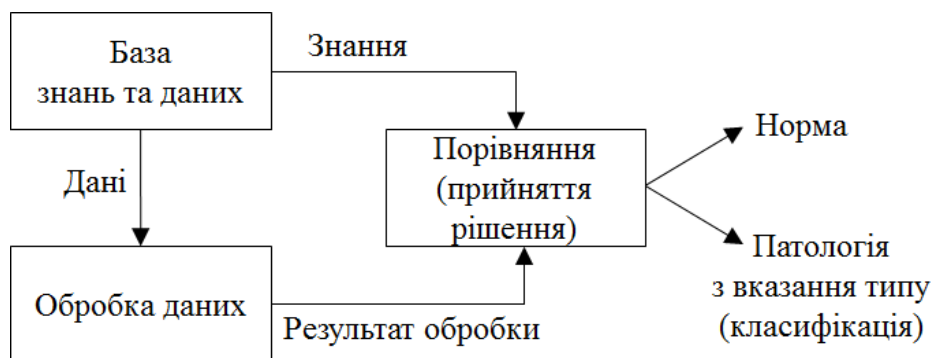 База
знань та даних
Знання
Порівняння
(прийняття
рішення)
Норма
Дані
Патологія
з вказання типу
(класифікація)
Обробка даних
Результат обробки